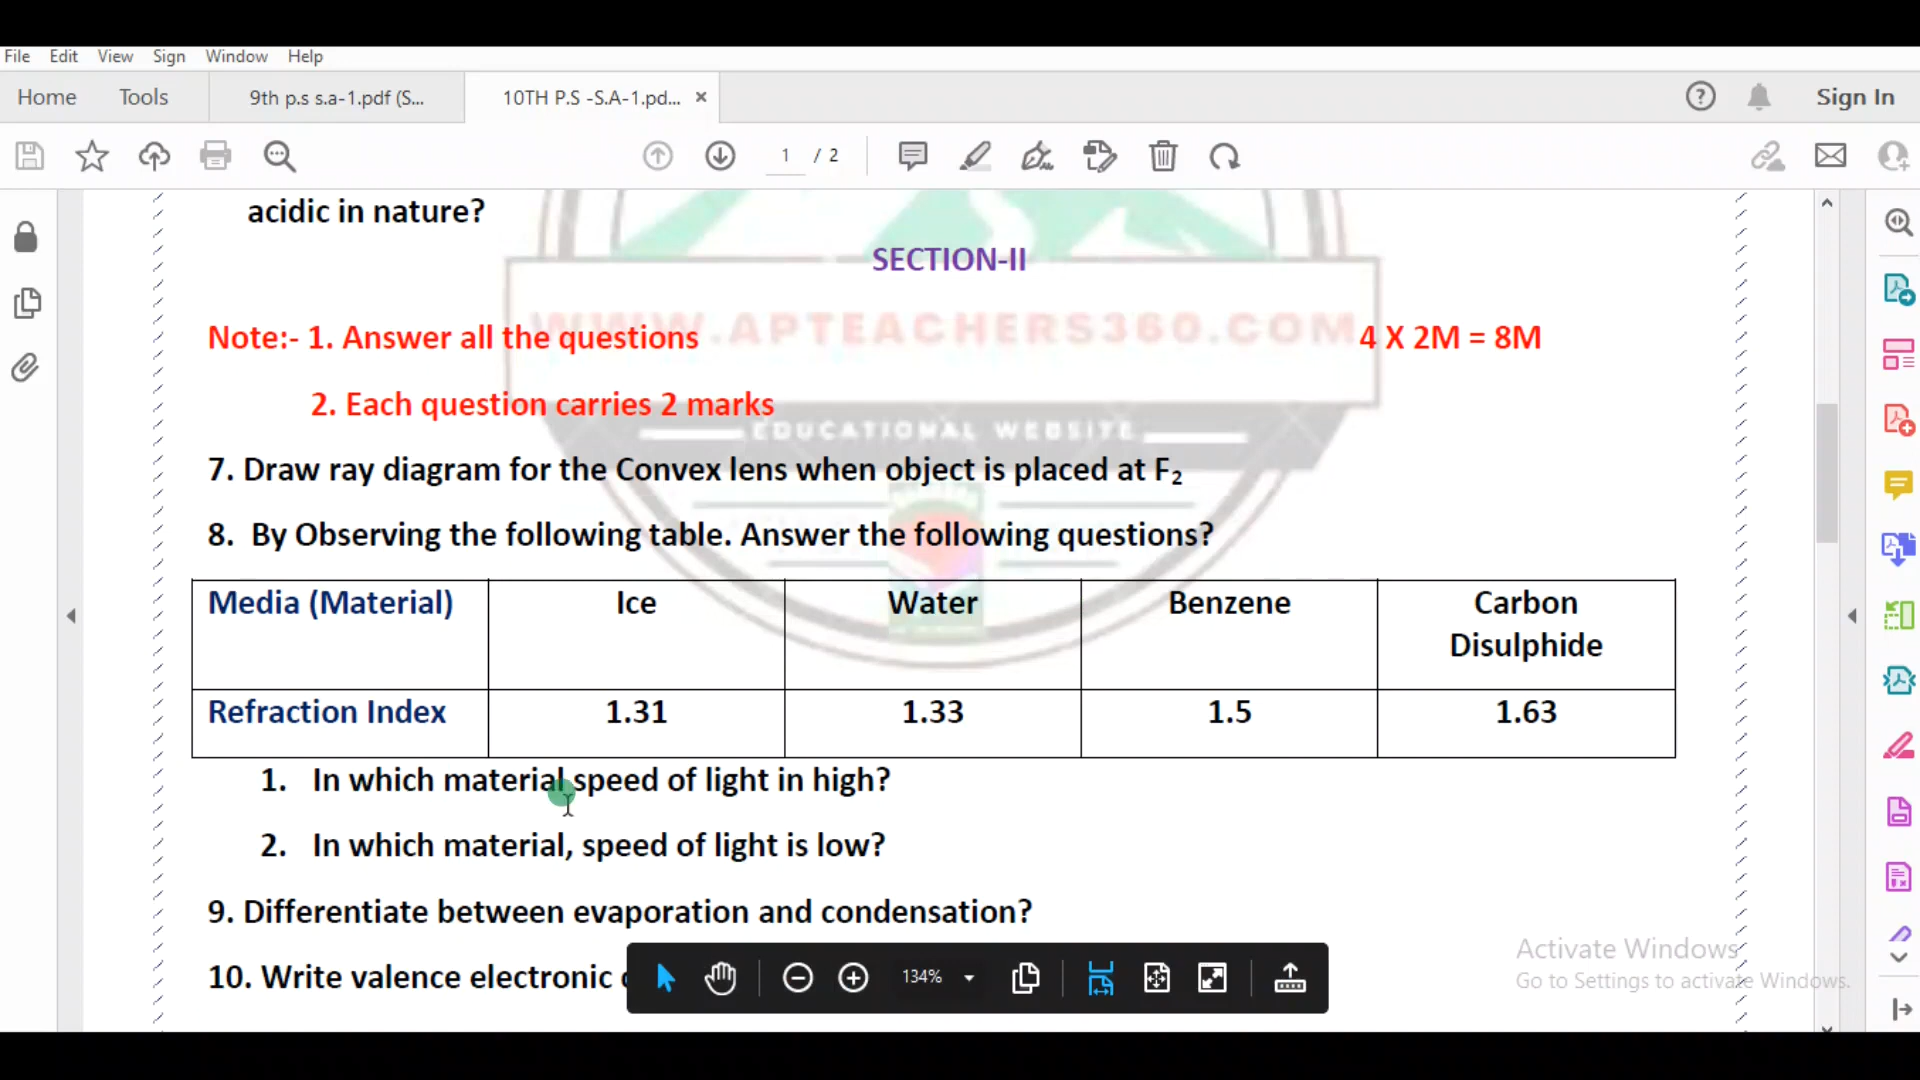 File Edit View Sign Window Help
Home Tools 9th p.s s.a-1.pdf (S... 10TH P.S -S.A-1.pd... × Sign In
1 / 2
acidic in nature?
SECTION-II
WWW.APTEACHERS360.COM
Note:- 1. Answer all the questions 4 X 2M = 8M
2. Each question carries 2 marks
EDUCATIONAL WEBSITE
7. Draw ray diagram for the Convex lens when object is placed at F₂
8. By Observing the following table. Answer the following questions?
Media (Material) Ice Water Benzene Carbon
Disulphide
Refraction Index 1.31 1.33 1.5 1.63
1. In which material speed of light in high?
2. In which material, speed of light is low?
9. Differentiate between evaporation and condensation?
10. Write valence electronic
134%
Activate Windows
Go to Settings to activate Windows.